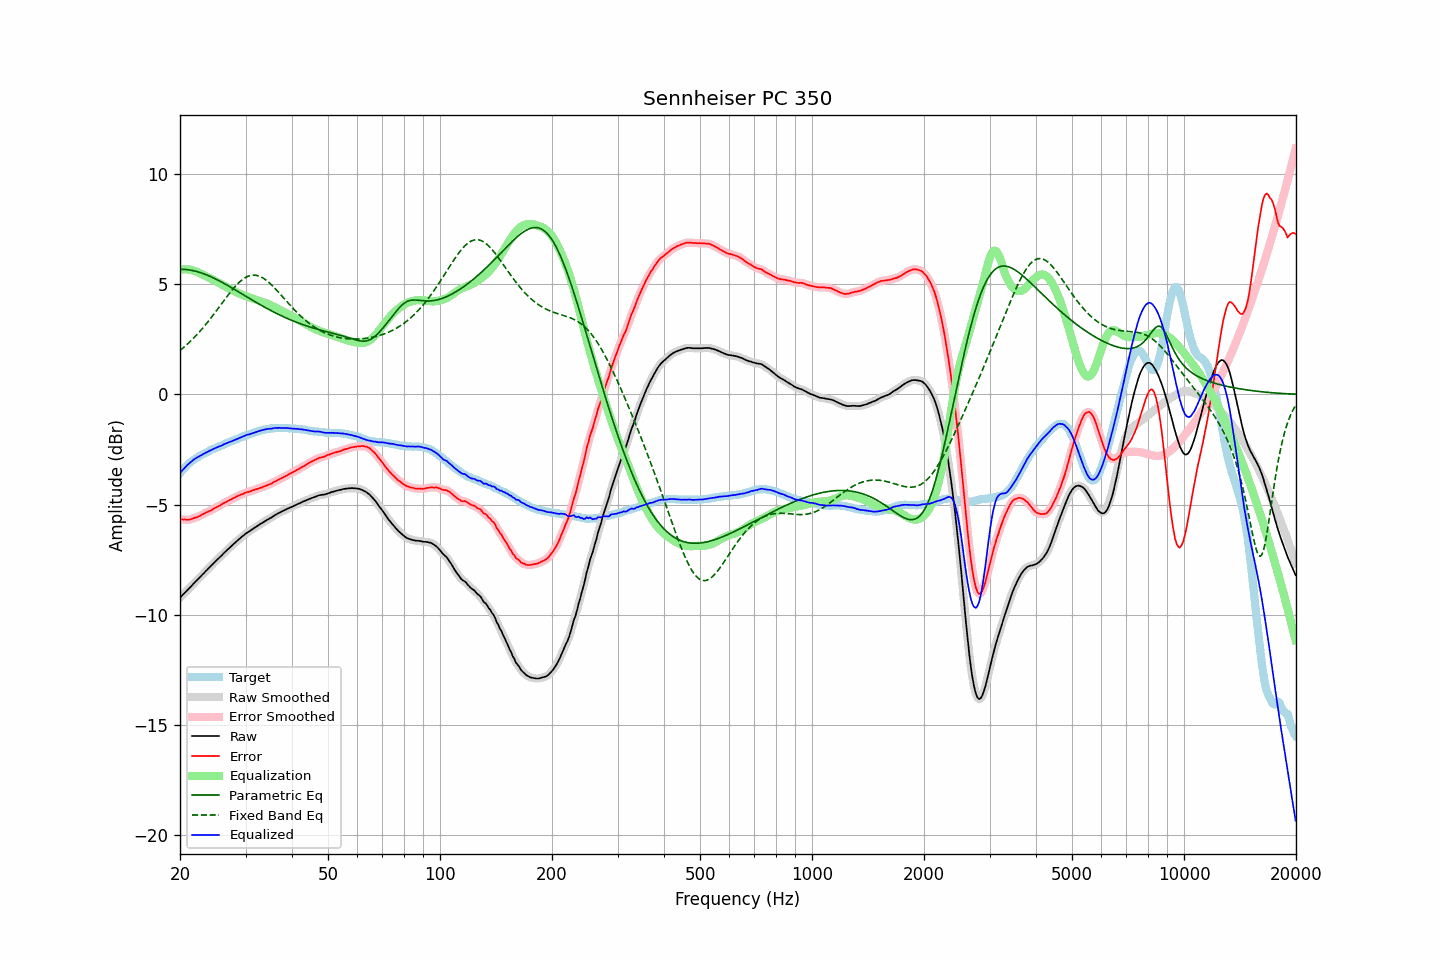 Sennheiser PC 350
Amplitude (dBr)
10
5
0
−5
−10
−15
−20
Target
Raw Smoothed
Error Smoothed
Raw
Error
Equalization
Parametric Eq
Fixed Band Eq
Equalized
20 50 100 200 500 1000 2000 5000 10000 20000
Frequency (Hz)